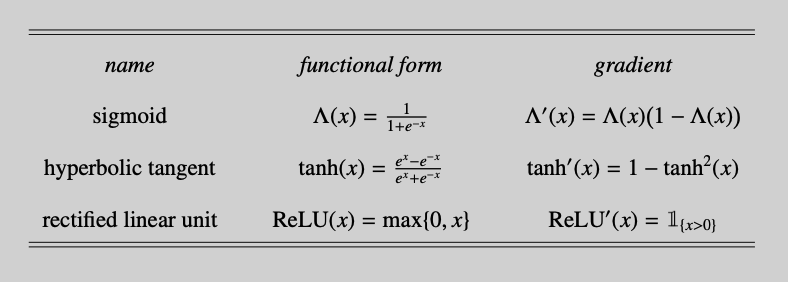 name functional form gradient
sigmoid Λ(x) = 1/(1+e^{−x}) Λ′(x) = Λ(x)(1 − Λ(x))
hyperbolic tangent tanh(x) = (e^x−e^{−x})/(e^x+e^{−x}) tanh′(x) = 1 − tanh²(x)
rectified linear unit ReLU(x) = max{0, x} ReLU′(x) = 𝟙_{x>0}